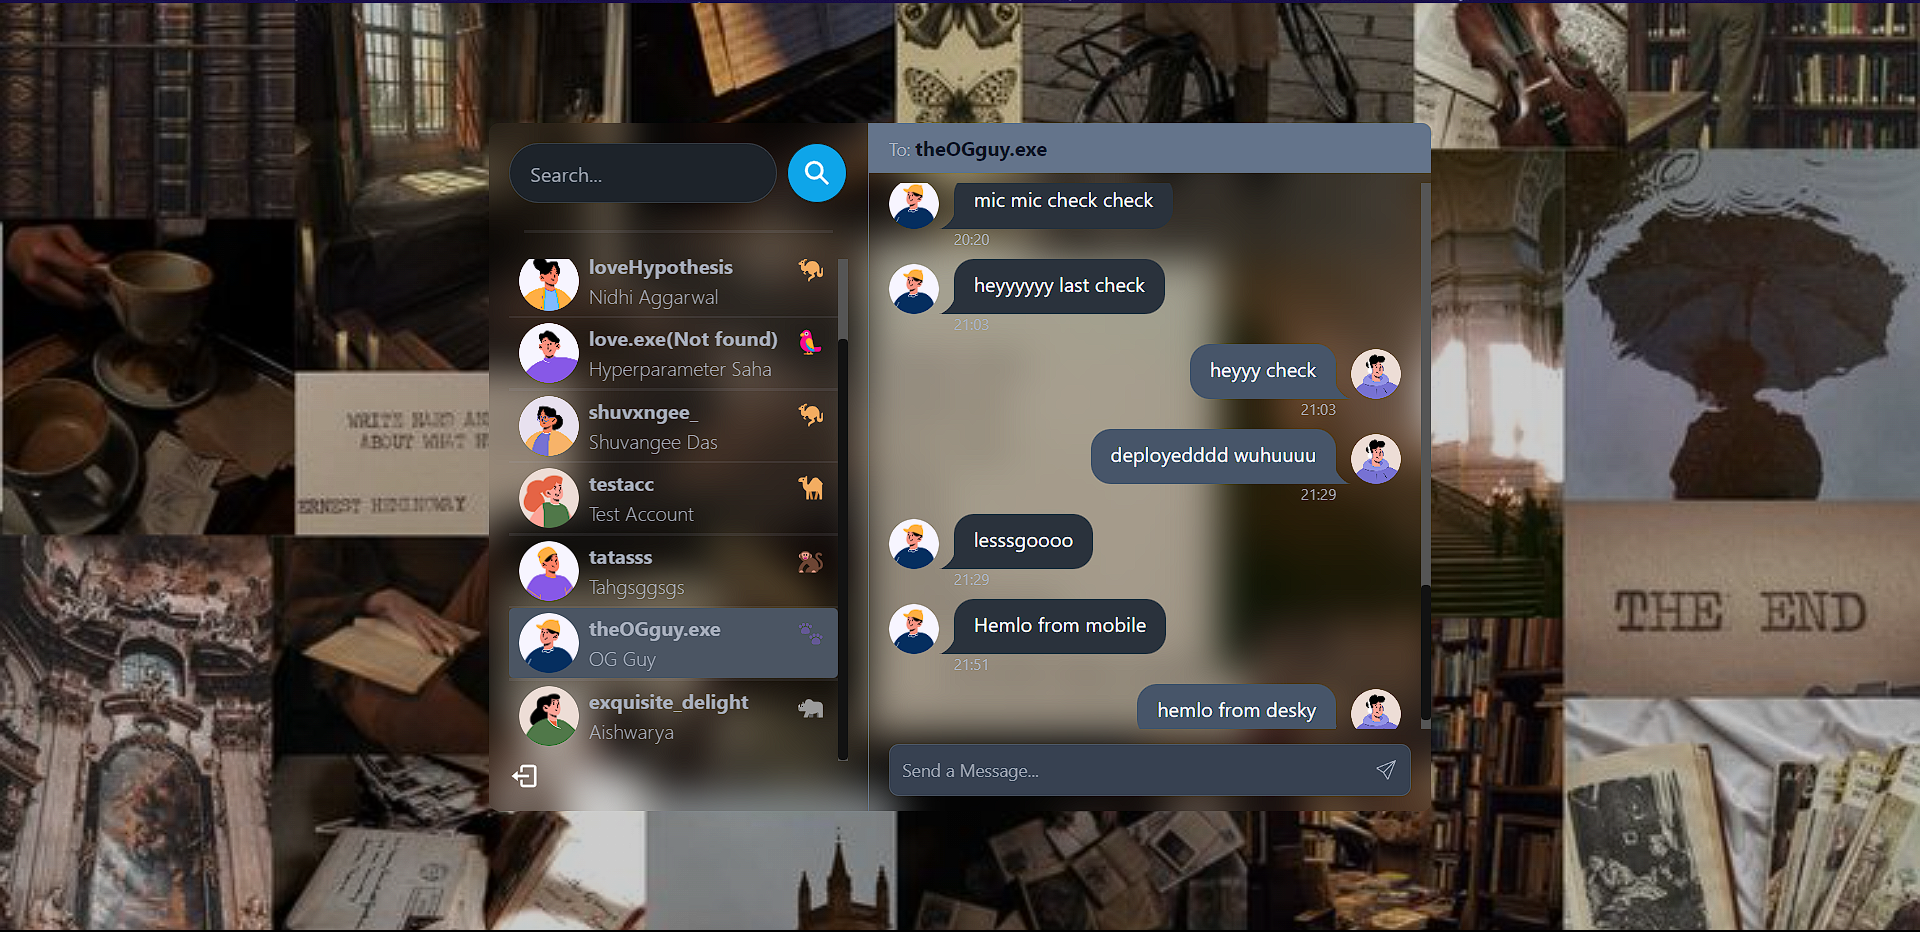 Search...
loveHypothesis
Nidhi Aggarwal
love.exe(Not found)
Hyperparameter Saha
shuvxngee_
Shuvangee Das
testacc
Test Account
tatasss
Tahgsggsgs
theOGguy.exe
OG Guy
exquisite_delight
Aishwarya
To: theOGguy.exe
mic mic check check
20:20
heyyyyyy last check
21:03
heyyy check
21:03
deployedddd wuhuuuu
21:29
lesssgoooo
21:29
Hemlo from mobile
21:51
hemlo from desky
Send a Message...
WRITE HARD AN
ABOUT WHAT H
ERNEST HEMINGWAY
THE END